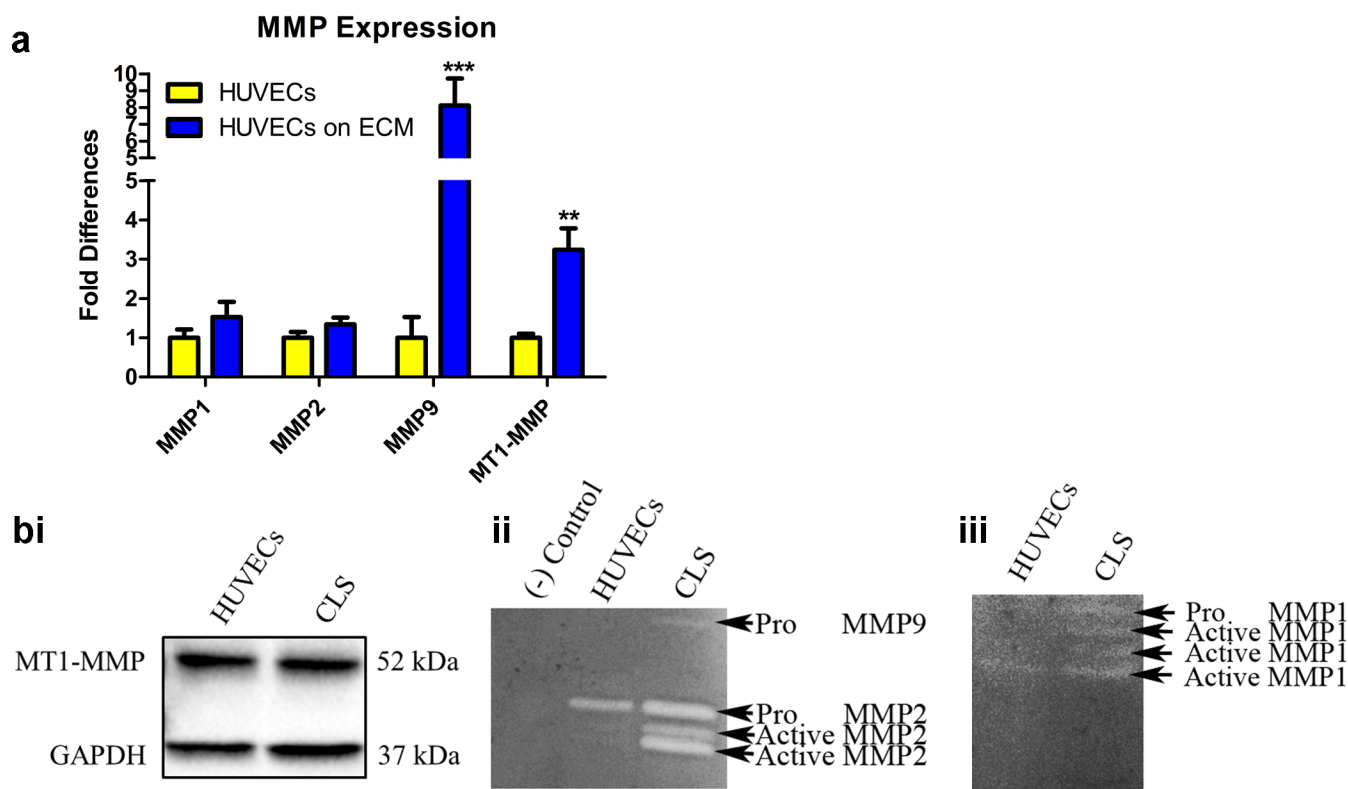 a
MMP Expression
Fold Differences
10
9
8
7
6
5
5
4
3
2
1
0
HUVECs
HUVECs on ECM
***
**
MMP1
MMP2
MMP9
MT1-MMP
bi
HUVECs
CLS
MT1-MMP
52 kDa
GAPDH
37 kDa
ii
(-) Control
HUVECs
CLS
Pro MMP9
Pro MMP2
Active MMP2
Active MMP2
iii
HUVECs
CLS
Pro MMP1
Active MMP1
Active MMP1
Active MMP1